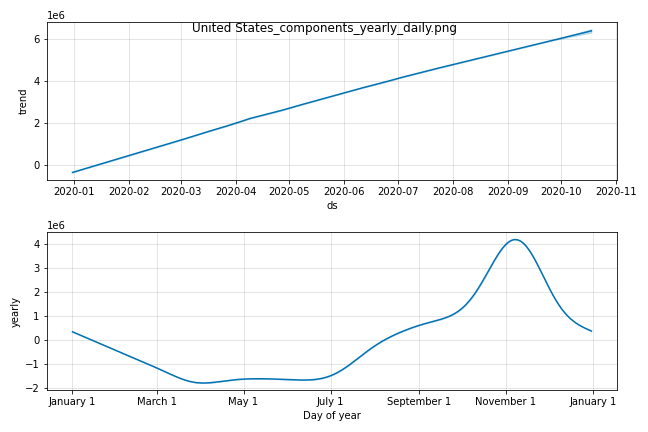 United States_components_yearly_daily.png
1e6
6
4
2
0
trend
2020-01 2020-02 2020-03 2020-04 2020-05 2020-06 2020-07 2020-08 2020-09 2020-10 2020-11
ds
1e6
4
3
2
1
0
−1
−2
yearly
January 1 March 1 May 1 July 1 September 1 November 1 January 1
Day of year